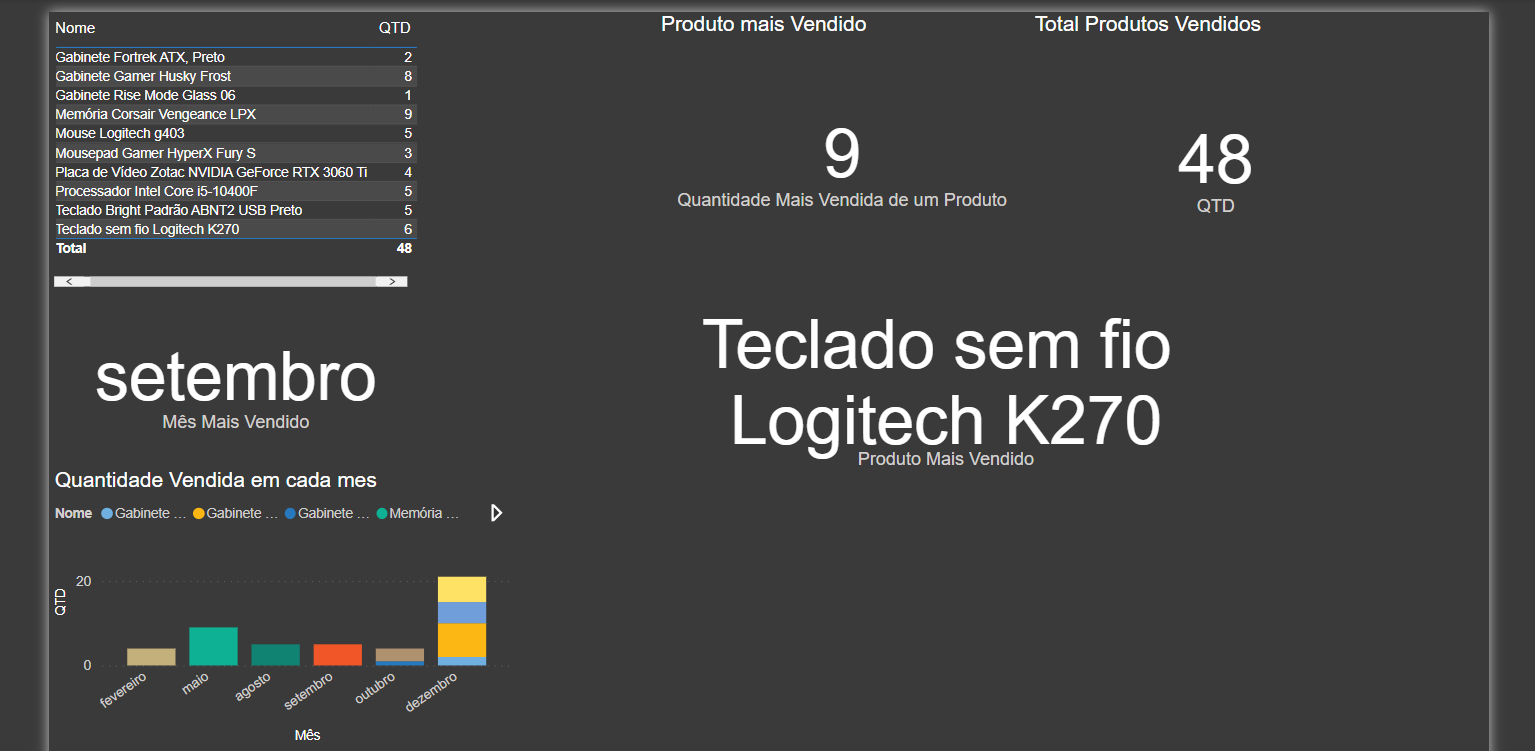 Nome QTD
Gabinete Fortrek ATX, Preto 2
Gabinete Gamer Husky Frost 8
Gabinete Rise Mode Glass 06 1
Memória Corsair Vengeance LPX 9
Mouse Logitech g403 5
Mousepad Gamer HyperX Fury S 3
Placa de Vídeo Zotac NVIDIA GeForce RTX 3060 Ti 4
Processador Intel Core i5-10400F 5
Teclado Bright Padrão ABNT2 USB Preto 5
Teclado sem fio Logitech K270 6
Total 48
Produto mais Vendido
9
Quantidade Mais Vendida de um Produto
Total Produtos Vendidos
48
QTD
setembro
Mês Mais Vendido
Teclado sem fio
Logitech K270
Produto Mais Vendido
Quantidade Vendida em cada mes
Nome Gabinete ... Gabinete ... Gabinete ... Memória ...
QTD
20
0
fevereiro maio agosto setembro outubro dezembro
Mês